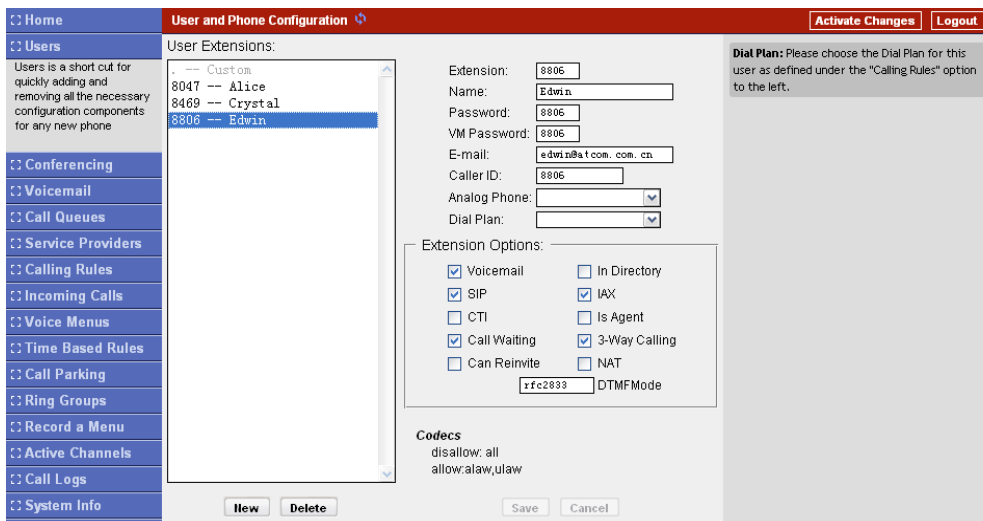 Home
User and Phone Configuration
Activate Changes
Logout
Users
Users is a short cut for
quickly adding and
removing all the necessary
configuration components
for any new phone
Conferencing
Voicemail
Call Queues
Service Providers
Calling Rules
Incoming Calls
Voice Menus
Time Based Rules
Call Parking
Ring Groups
Record a Menu
Active Channels
Call Logs
System Info
User Extensions:
. -- Custom
8047 -- Alice
8469 -- Crystal
8806 -- Edwin
New
Delete
Extension: 8806
Name: Edwin
Password: 8806
VM Password: 8806
E-mail: edwin@atcom.com.cn
Caller ID: 8806
Analog Phone:
Dial Plan:
Extension Options:
Voicemail In Directory
SIP IAX
CTI Is Agent
Call Waiting 3-Way Calling
Can Reinvite NAT
rfc2833 DTMFMode
Codecs
disallow: all
allow:alaw,ulaw
Save
Cancel
Dial Plan: Please choose the Dial Plan for this
user as defined under the "Calling Rules" option
to the left.